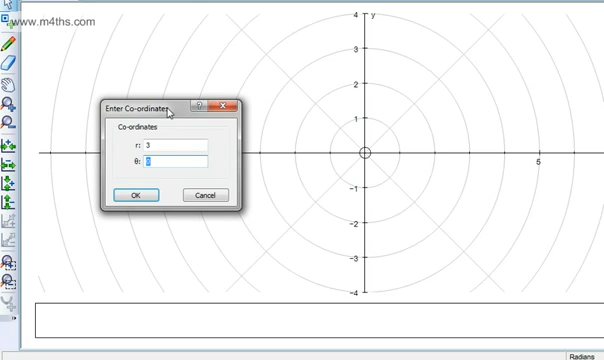 www.m4ths.com
Enter Co-ordinates
Co-ordinates
r: 3
θ: 0
OK Cancel
y
4
3
2
1
5
−1
−2
−3
−4
Radians